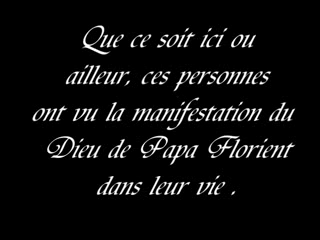 Que ce soit ici ou
ailleur, ces personnes
ont vu la manifestation du
Dieu de Papa Florient
dans leur vie .